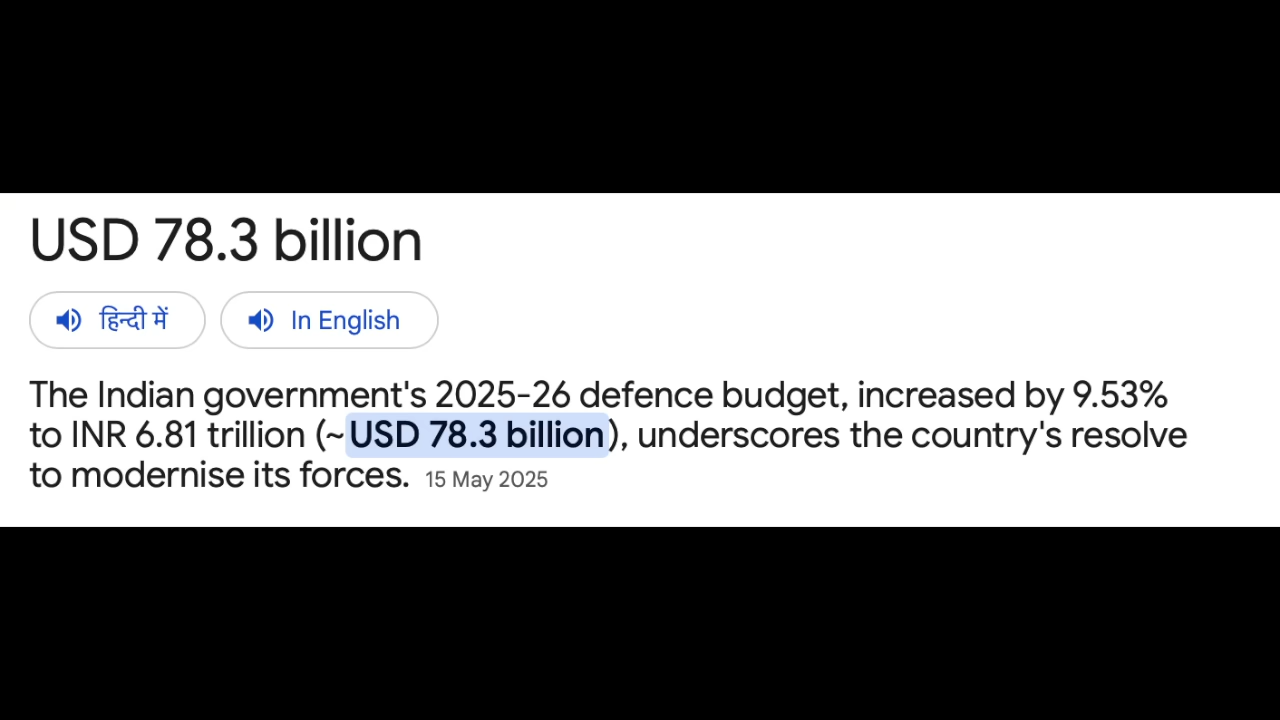 USD 78.3 billion
हिन्दी में
In English
The Indian government's 2025-26 defence budget, increased by 9.53%
to INR 6.81 trillion (~USD 78.3 billion), underscores the country's resolve
to modernise its forces. 15 May 2025